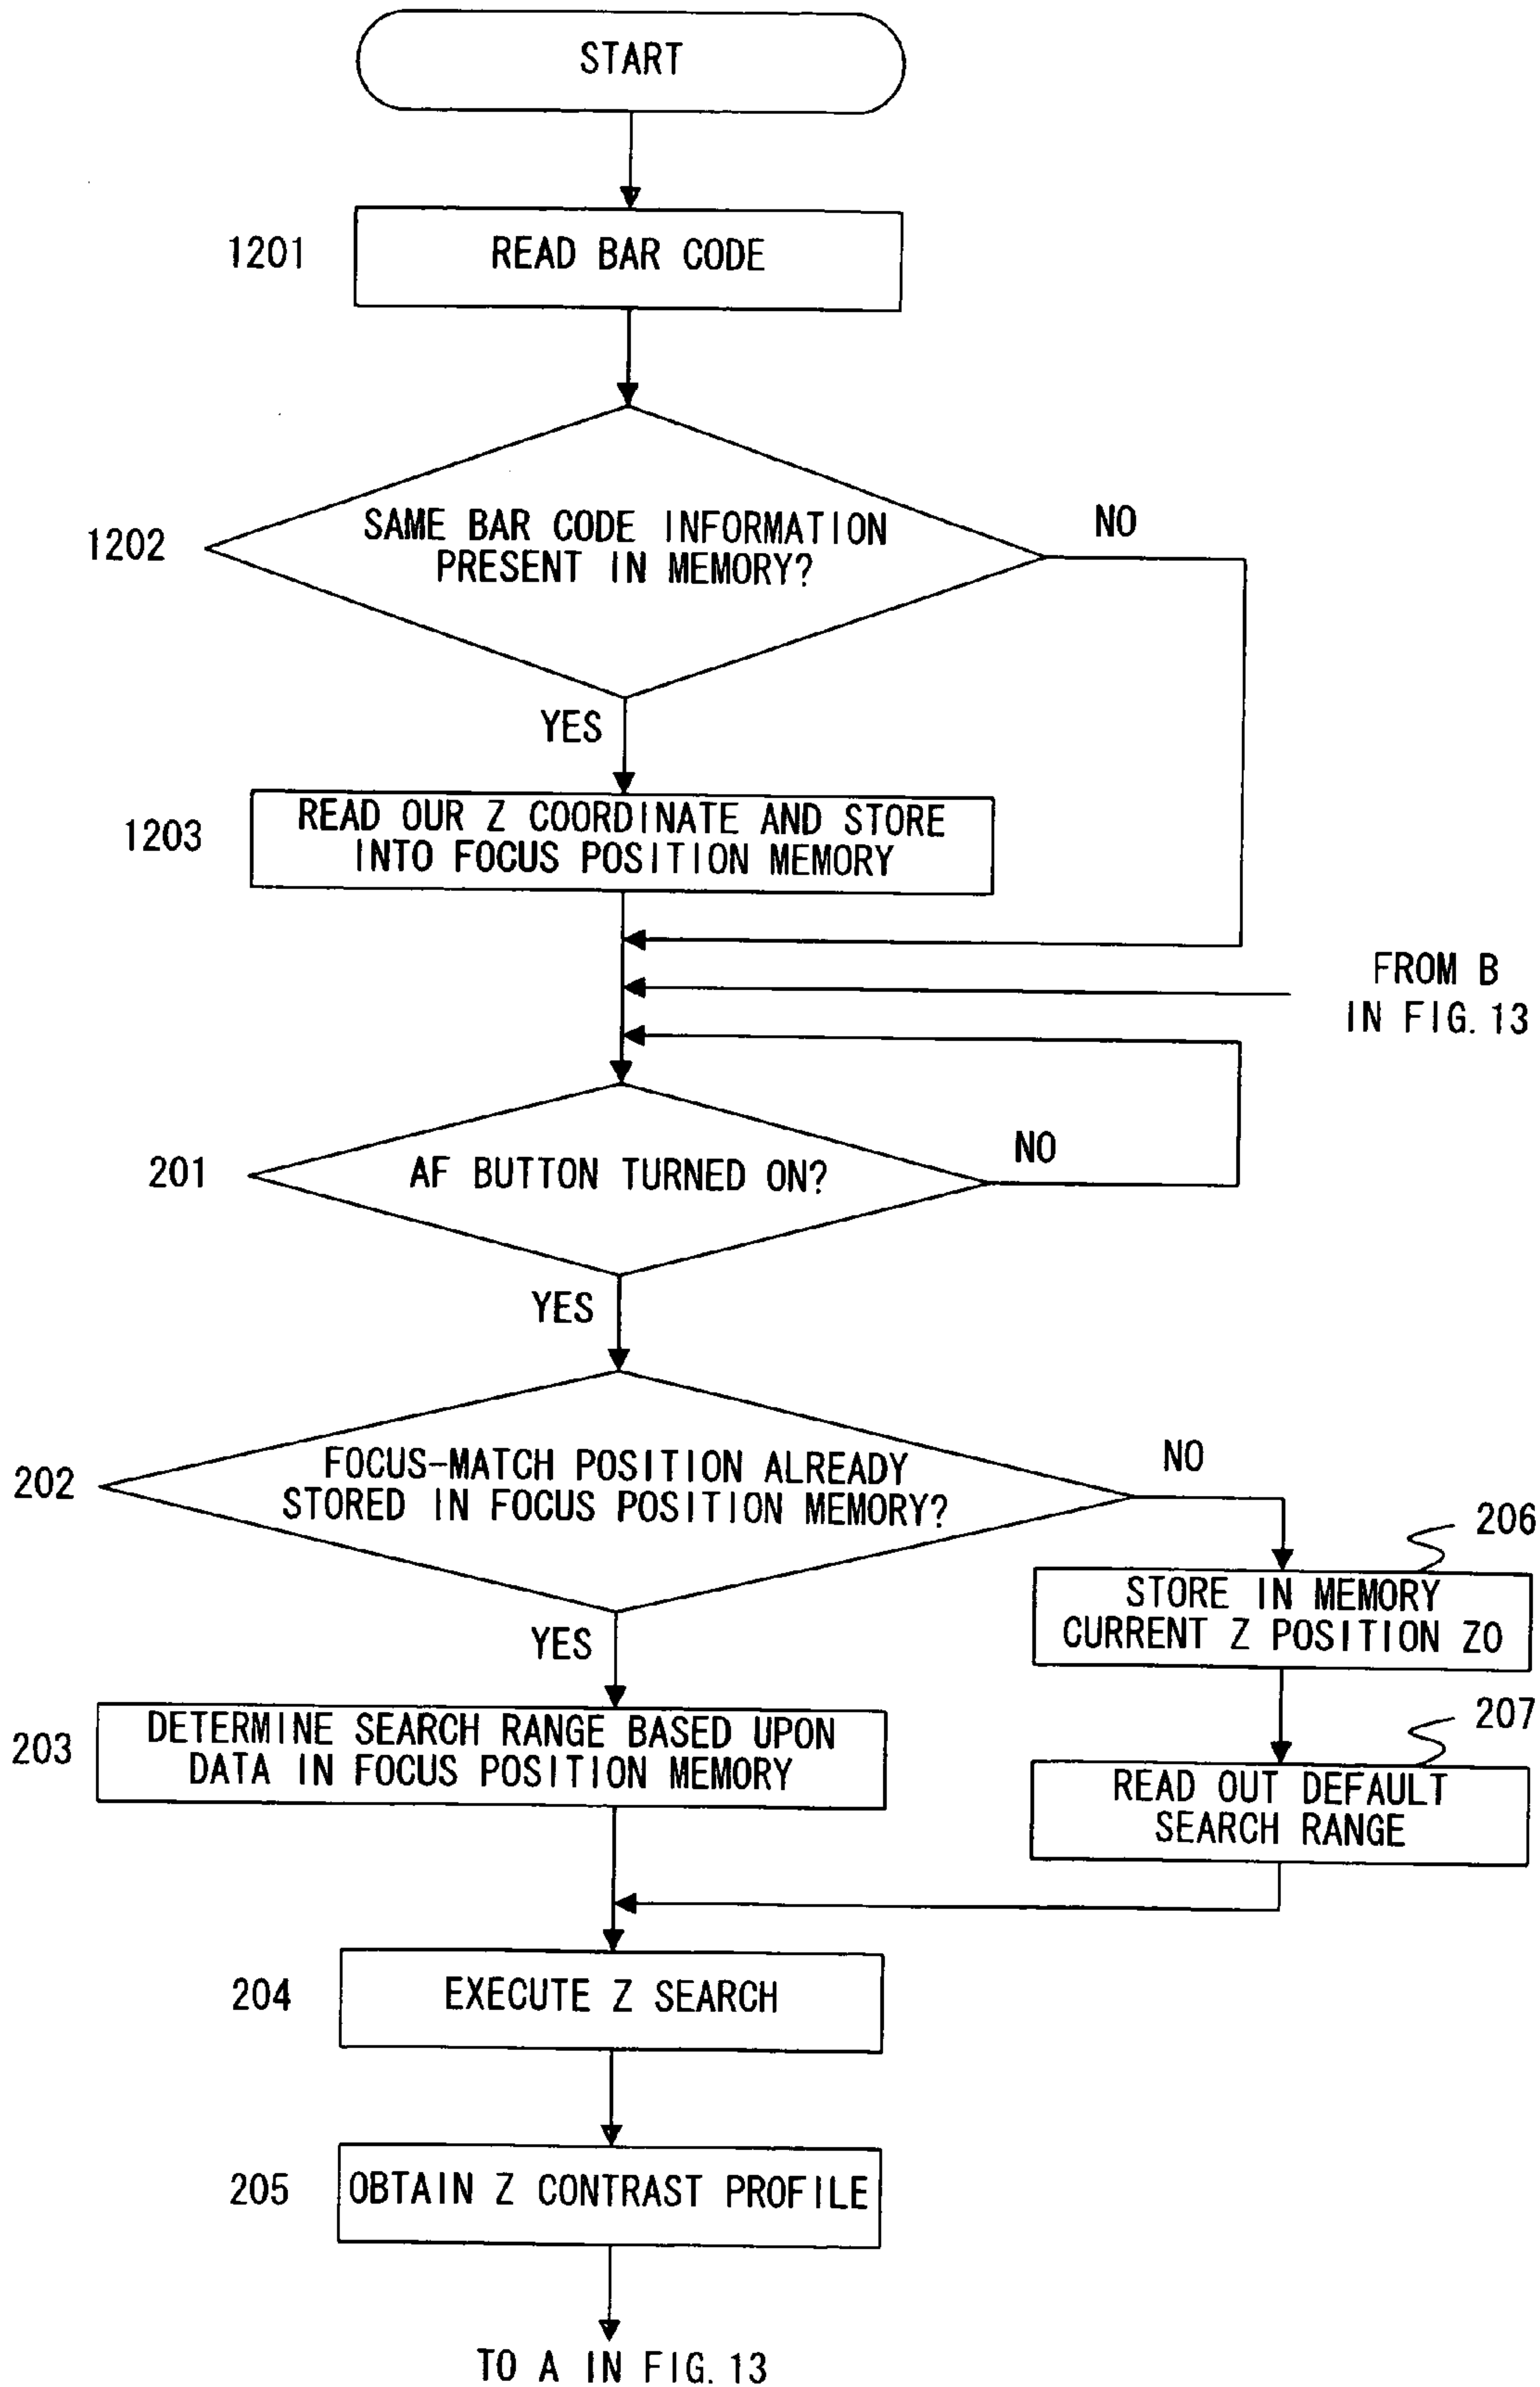 START
1201
READ BAR CODE
1202
SAME BAR CODE INFORMATION
PRESENT IN MEMORY?
NO
YES
1203
READ OUR Z COORDINATE AND STORE
INTO FOCUS POSITION MEMORY
FROM B
IN FIG. 13
201
AF BUTTON TURNED ON?
NO
YES
202
FOCUS-MATCH POSITION ALREADY
STORED IN FOCUS POSITION MEMORY?
NO
206
STORE IN MEMORY
CURRENT Z POSITION Z0
YES
203
DETERMINE SEARCH RANGE BASED UPON
DATA IN FOCUS POSITION MEMORY
207
READ OUT DEFAULT
SEARCH RANGE
204
EXECUTE Z SEARCH
205
OBTAIN Z CONTRAST PROFILE
TO A IN FIG. 13